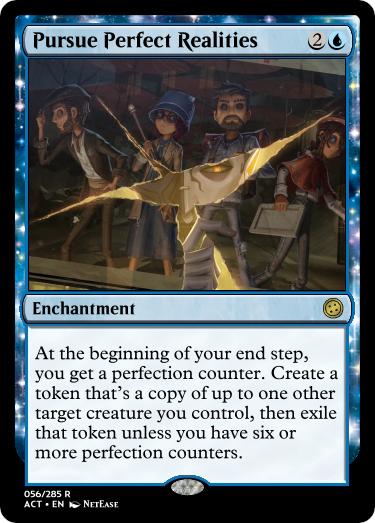 Pursue Perfect Realities 2
Enchantment
At the beginning of your end step,
you get a perfection counter. Create a
token that's a copy of up to one other
target creature you control, then exile
that token unless you have six or
more perfection counters.
056/285 R
ACT • EN NetEase